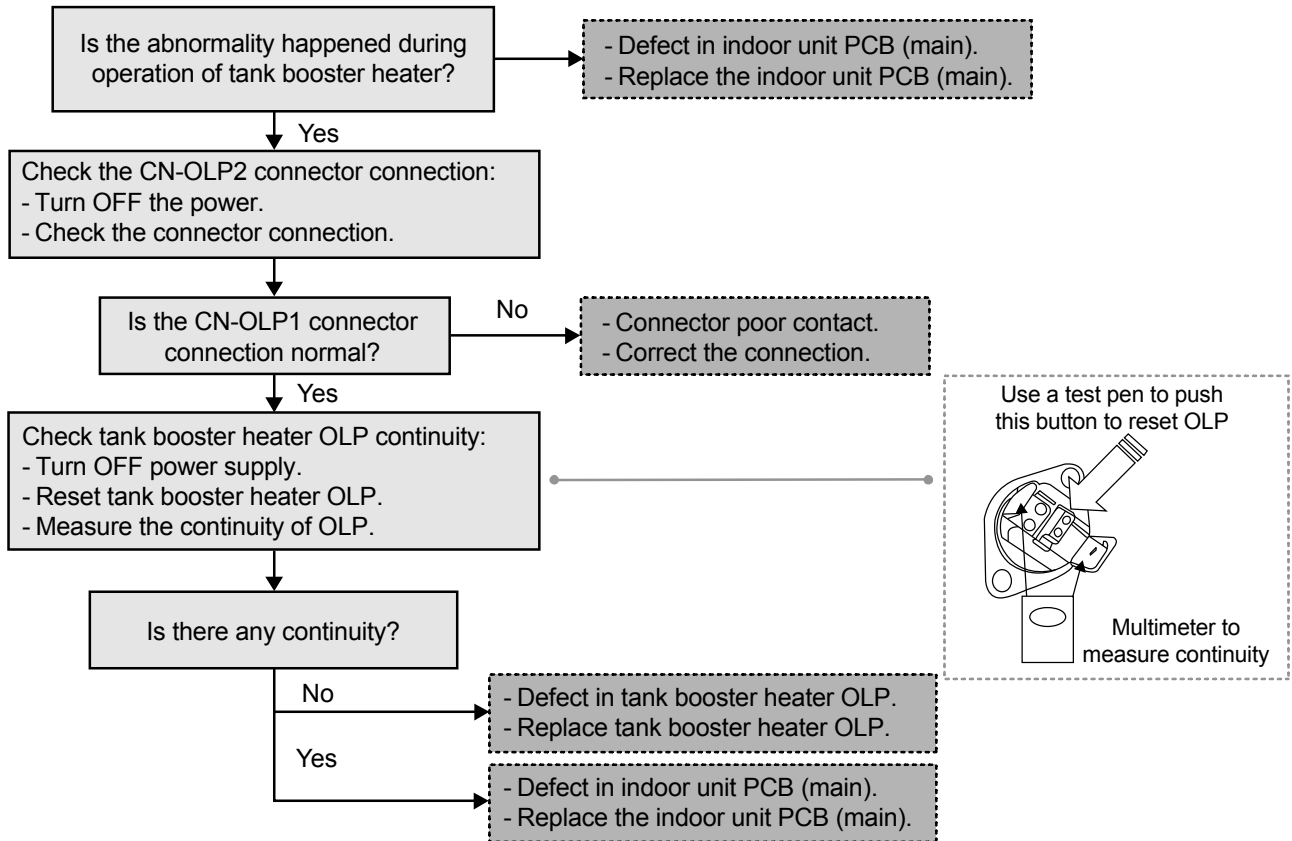 Is the abnormality happened during
operation of tank booster heater?
- Defect in indoor unit PCB (main).
- Replace the indoor unit PCB (main).
Yes
Check the CN-OLP2 connector connection:
- Turn OFF the power.
- Check the connector connection.
Is the CN-OLP1 connector
connection normal?
No
- Connector poor contact.
- Correct the connection.
Yes
Check tank booster heater OLP continuity:
- Turn OFF power supply.
- Reset tank booster heater OLP.
- Measure the continuity of OLP.
Use a test pen to push
this button to reset OLP
Multimeter to
measure continuity
Is there any continuity?
No
- Defect in tank booster heater OLP.
- Replace tank booster heater OLP.
Yes
- Defect in indoor unit PCB (main).
- Replace the indoor unit PCB (main).